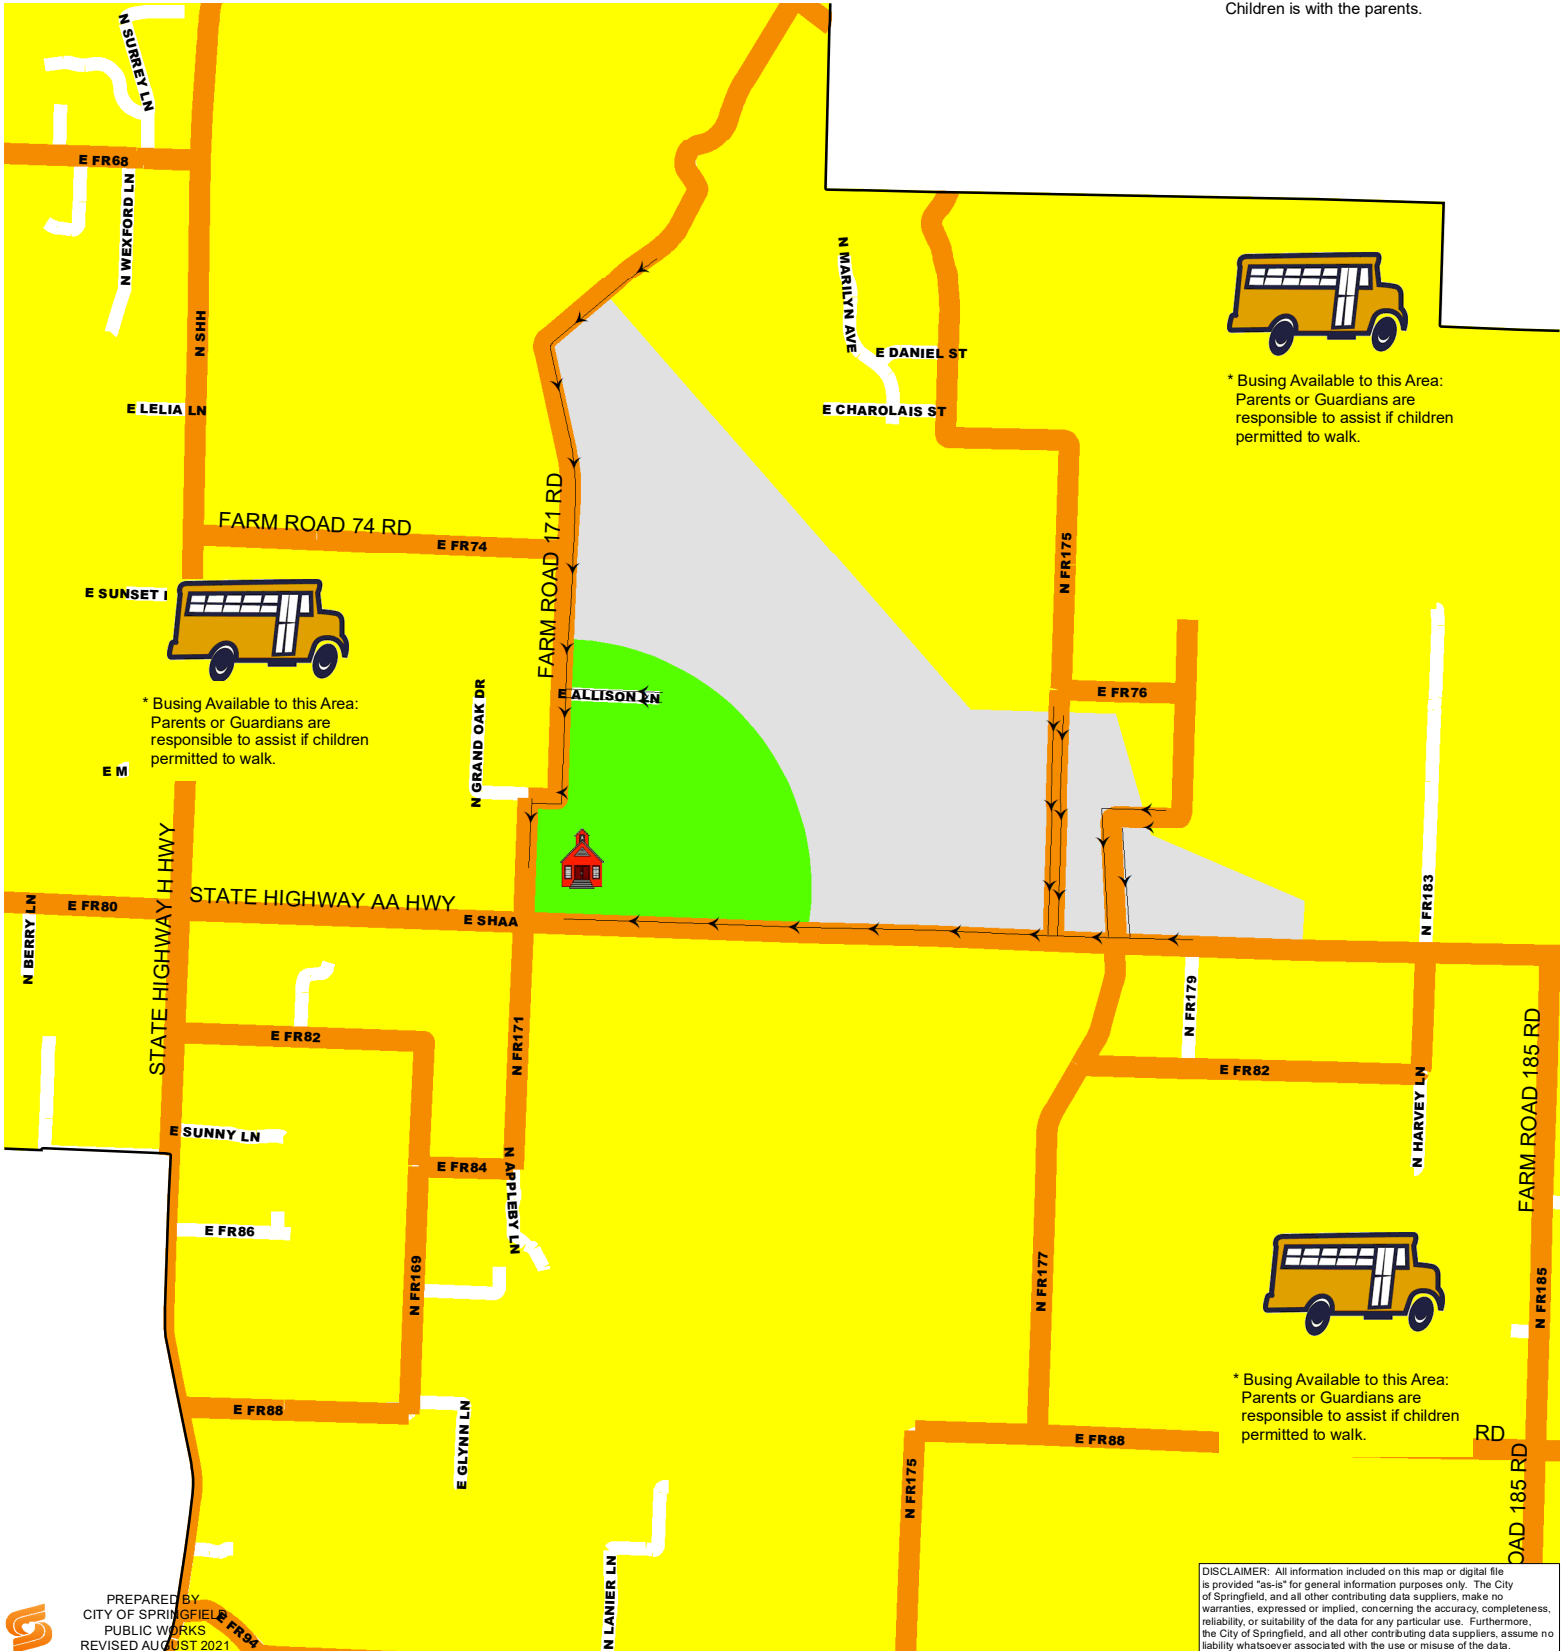 Children is with the parents.
N SURREY LN
E FR68
N WEXFORD LN
N SHH
N MARILYN AVE
E DANIEL ST
E CHAROLAIS ST
* Busing Available to this Area:
Parents or Guardians are
responsible to assist if children
permitted to walk.
E LELIA LN
FARM ROAD 74 RD
E FR74
FARM ROAD 171 RD
N FR175
E SUNSET
* Busing Available to this Area:
Parents or Guardians are
responsible to assist if children
permitted to walk.
E M
E ALLISON LN
N GRAND OAK DR
E FR76
STATE HIGHWAY H HWY
STATE HIGHWAY AA HWY
E FR80
E SHAA
N BERRY LN
N FR183
N FR179
E FR82
N FR171
E FR82
N HARVEY LN
FARM ROAD 185 RD
E SUNNY LN
E FR84
N APPLEBY LN
E FR86
N FR169
N FR177
N FR185
E FR88
E GLYNN LN
* Busing Available to this Area:
Parents or Guardians are
responsible to assist if children
permitted to walk.
E FR88
RD
N FR175
OAD 185 RD
N LANIER LN
E FR94
PREPARED BY
CITY OF SPRINGFIELD
PUBLIC WORKS
REVISED AUGUST 2021
DISCLAIMER: All information included on this map or digital file
is provided "as-is" for general information purposes only. The City
of Springfield, and all other contributing data suppliers, make no
warranties, expressed or implied, concerning the accuracy, completeness,
reliability, or suitability of the data for any particular use. Furthermore,
the City of Springfield, and all other contributing data suppliers, assume no
liability whatsoever associated with the use or misuse of the data.